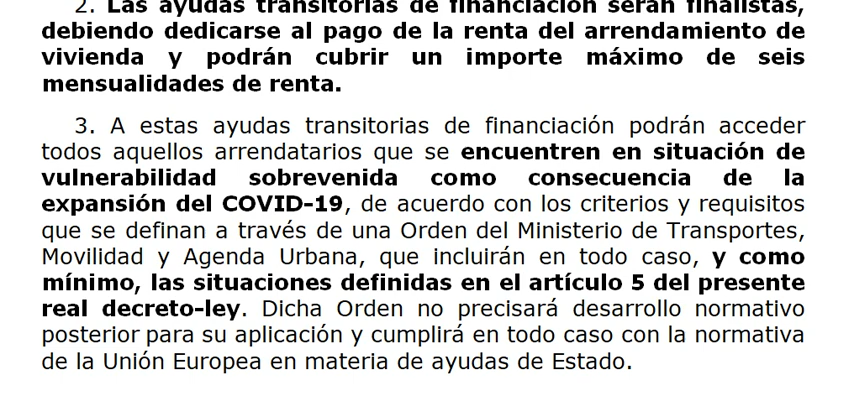 2. Las ayudas transitorias de financiación serán finalistas,
debiendo dedicarse al pago de la renta del arrendamiento de
vivienda y podrán cubrir un importe máximo de seis
mensualidades de renta.
3. A estas ayudas transitorias de financiación podrán acceder
todos aquellos arrendatarios que se encuentren en situación de
vulnerabilidad sobrevenida como consecuencia de la
expansión del COVID-19, de acuerdo con los criterios y requisitos
que se definan a través de una Orden del Ministerio de Transportes,
Movilidad y Agenda Urbana, que incluirán en todo caso, y como
mínimo, las situaciones definidas en el artículo 5 del presente
real decreto-ley. Dicha Orden no precisará desarrollo normativo
posterior para su aplicación y cumplirá en todo caso con la normativa
de la Unión Europea en materia de ayudas de Estado.